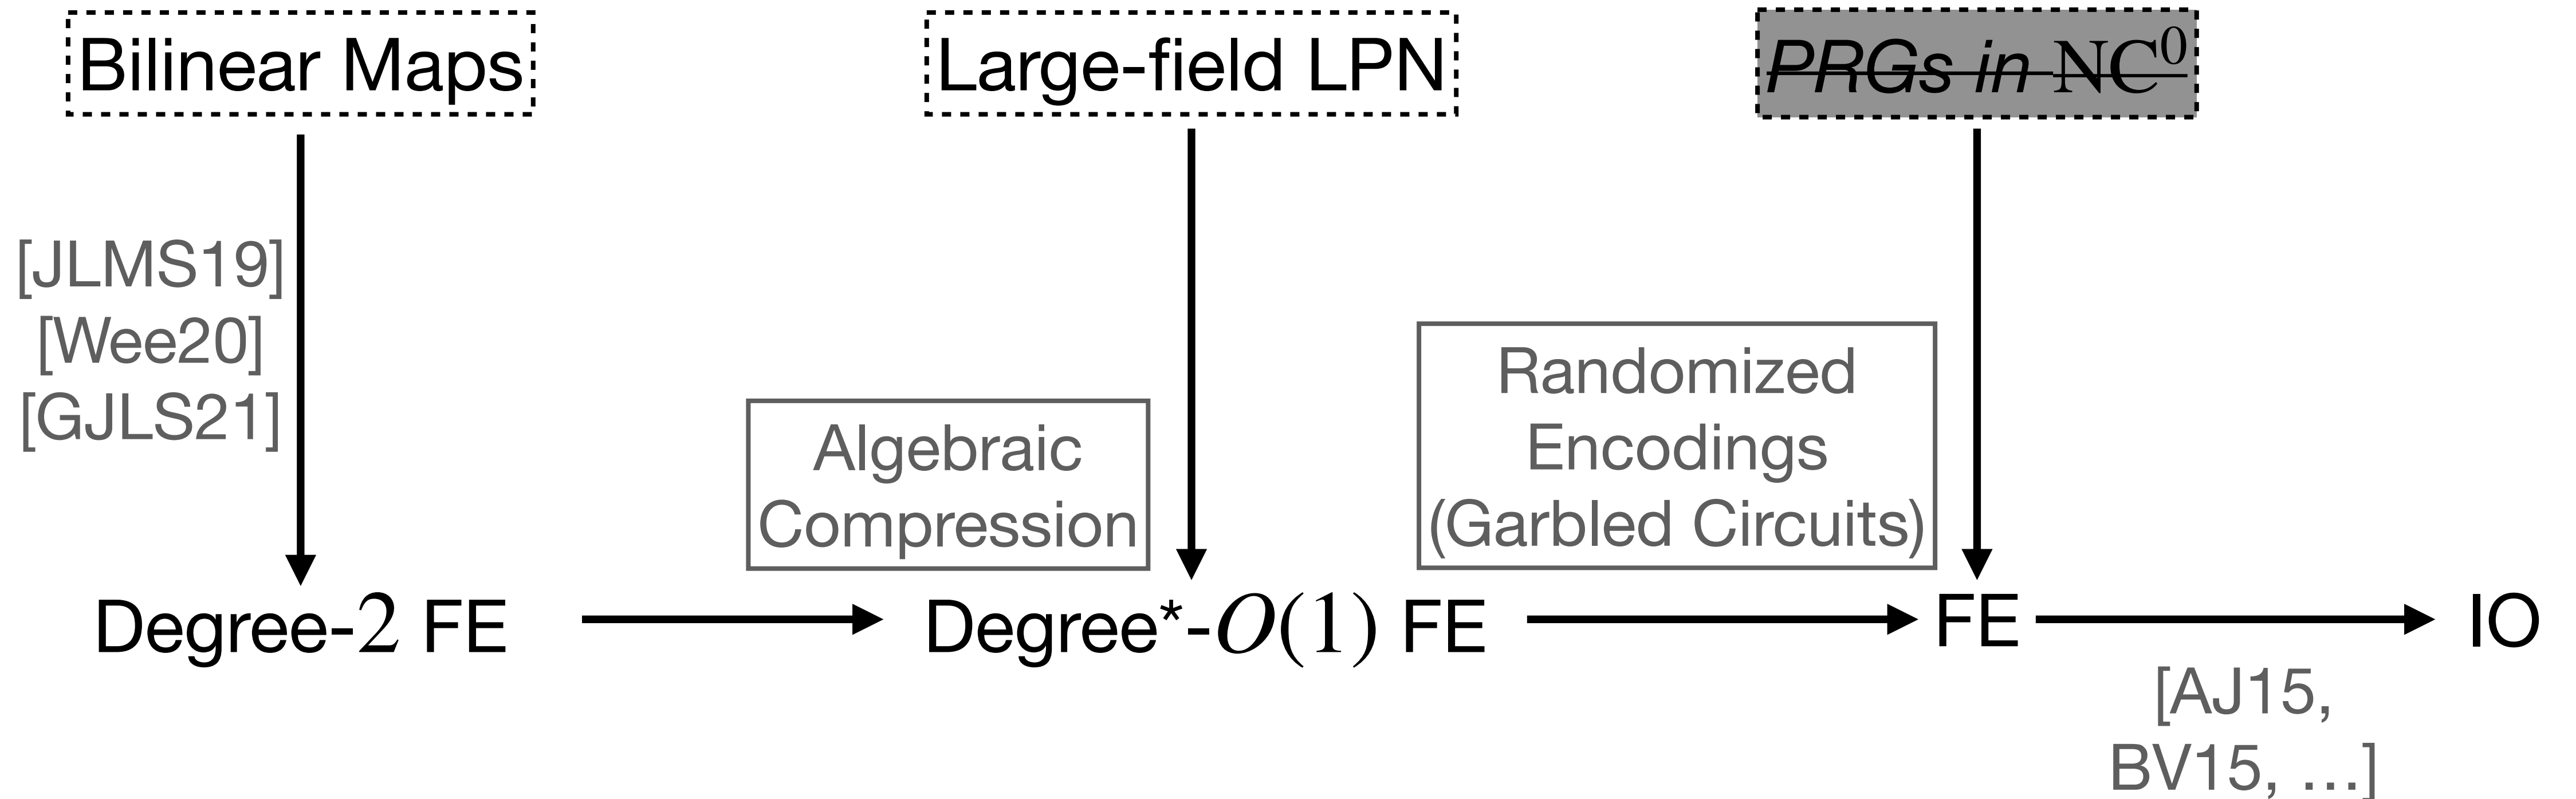 Bilinear Maps
Large-field LPN
PRGs in NC⁰
[JLMS19]
[Wee20]
[GJLS21]
Algebraic
Compression
Randomized
Encodings
(Garbled Circuits)
Degree-2 FE
Degree*-O(1) FE
FE
IO
[AJ15,
BV15, …]